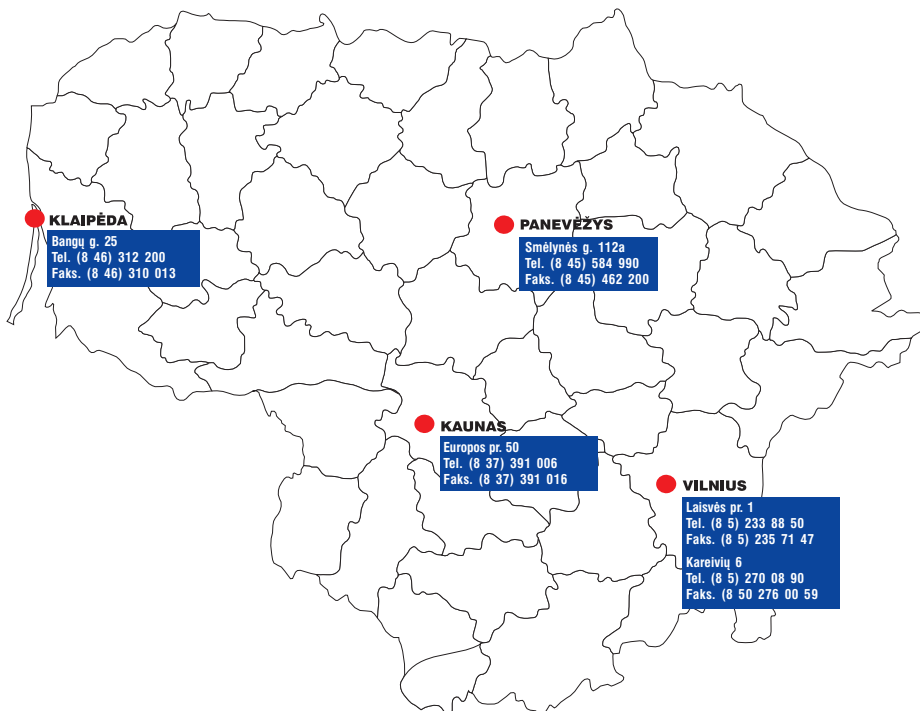 KLAIPĖDA
Bangų g. 25
Tel. (8 46) 312 200
Faks. (8 46) 310 013
PANEVĖŽYS
Smėlynės g. 112a
Tel. (8 45) 584 990
Faks. (8 45) 462 200
KAUNAS
Europos pr. 50
Tel. (8 37) 391 006
Faks. (8 37) 391 016
VILNIUS
Laisvės pr. 1
Tel. (8 5) 233 88 50
Faks. (8 5) 235 71 47
Kareivių 6
Tel. (8 5) 270 08 90
Faks. (8 50 276 00 59